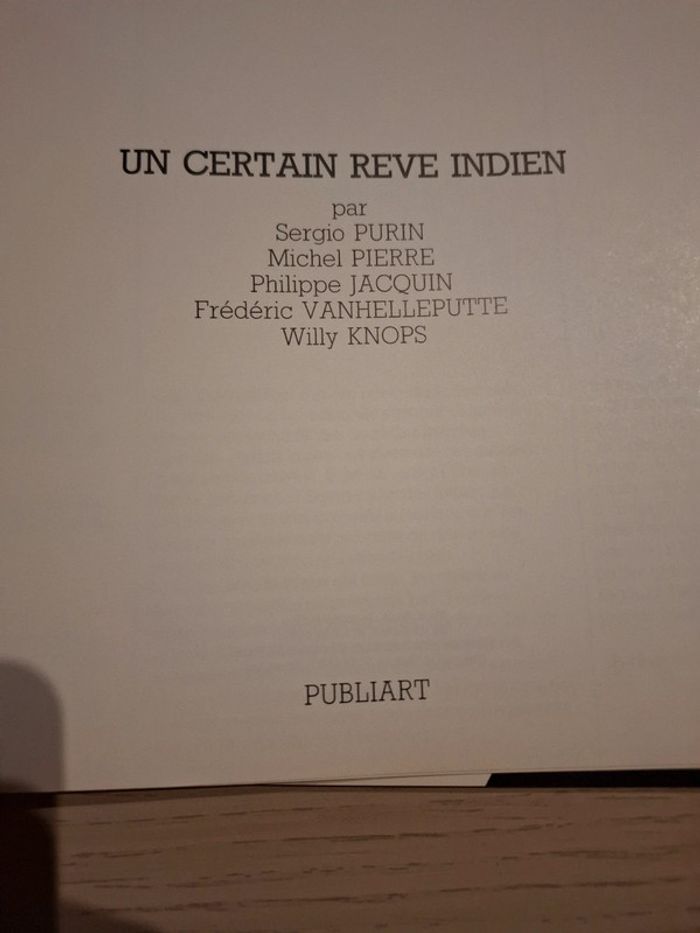 UN CERTAIN REVE INDIEN
par
Sergio PURIN
Michel PIERRE
Philippe JACQUIN
Frédéric VANHELLEPUTTE
Willy KNOPS
PUBLIART